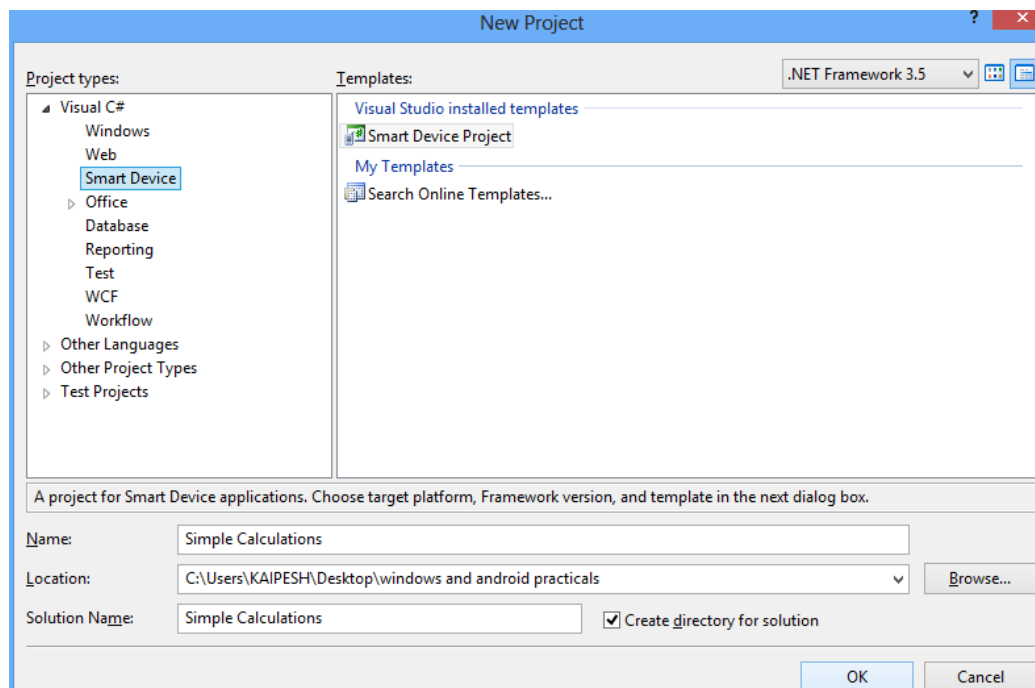 New Project
?
Project types:
Templates:
.NET Framework 3.5
Visual C#
Windows
Web
Smart Device
Office
Database
Reporting
Test
WCF
Workflow
Other Languages
Other Project Types
Test Projects
Visual Studio installed templates
Smart Device Project
My Templates
Search Online Templates...
A project for Smart Device applications. Choose target platform, Framework version, and template in the next dialog box.
Name:
Simple Calculations
Location:
C:\Users\KAIPESH\Desktop\windows and android practicals
Browse...
Solution Name:
Simple Calculations
Create directory for solution
OK
Cancel